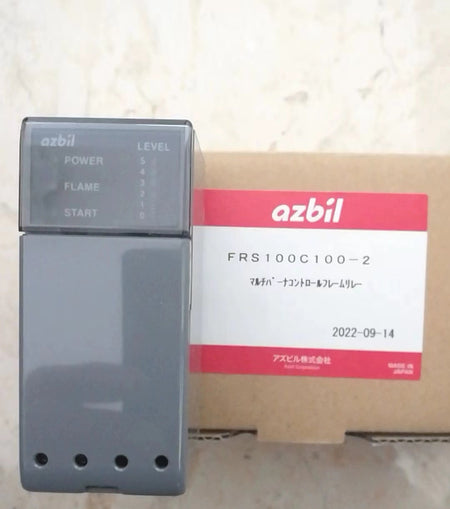 azbil
LEVEL
POWER
5
4
FLAME
3
2
START
1
0
azbil
FRS100C100-2
ﾏﾙﾁﾊﾞｰﾅｺﾝﾄﾛｰﾙﾌﾚｰﾑﾘﾚｰ
2022-09-14
アズビル株式会社
Azbil Corporation
MADE IN
JAPAN